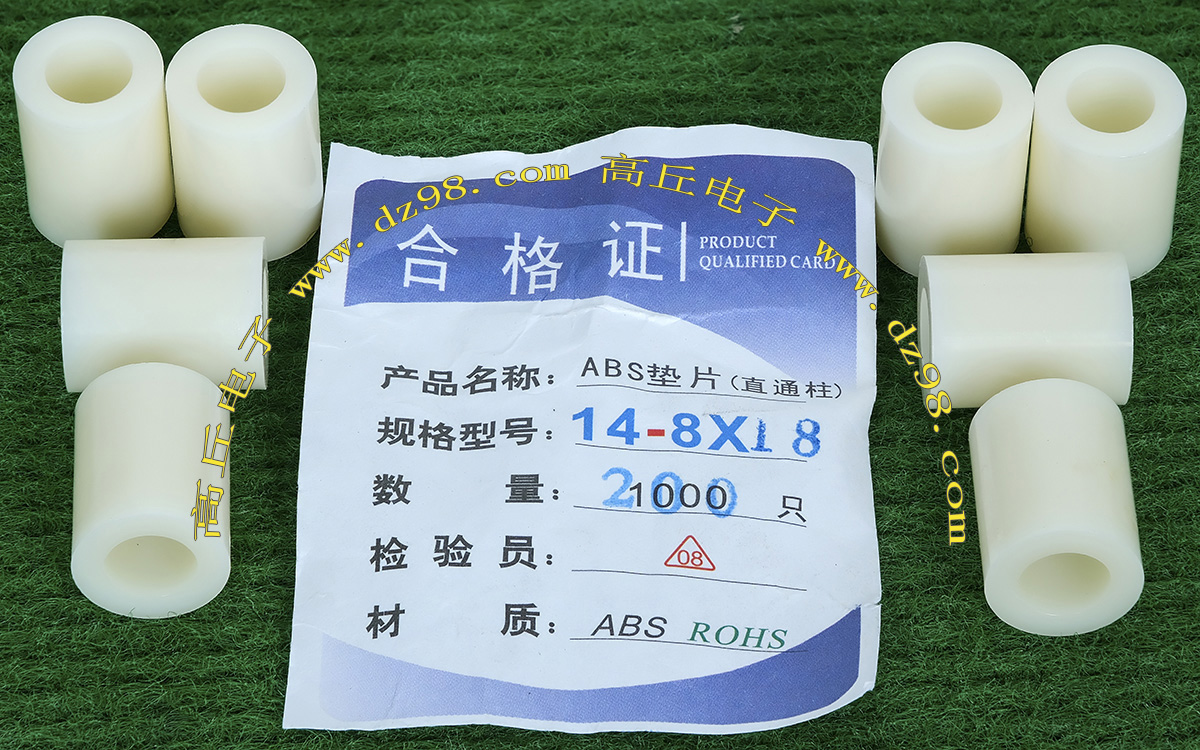 www.dz98.com 高丘电子 www.dz98.com
高丘电子
合格证
PRODUCT
QUALIFIED CARD
产品名称：ABS垫片(直通柱)
规格型号：14-8X18
数量：1000 只
200
检验员：08
材质：ABS ROHS